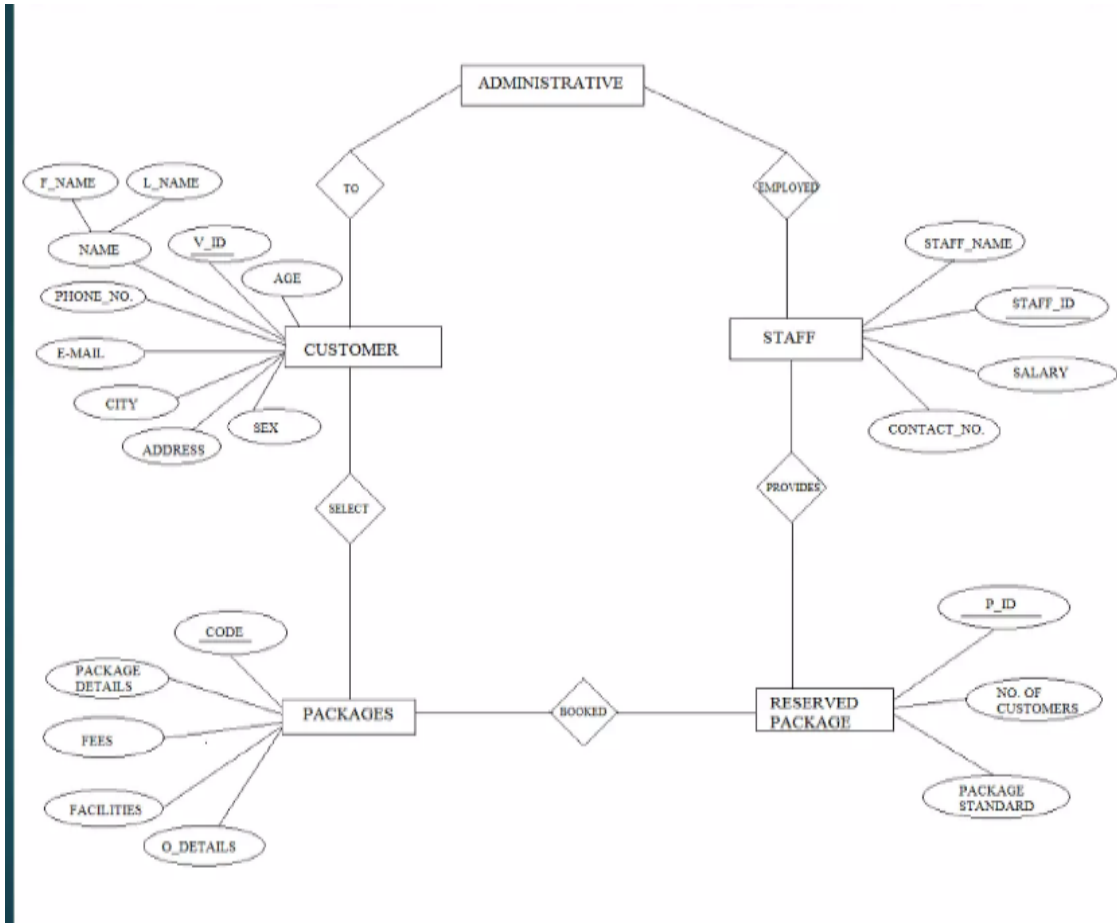 ADMINISTRATIVE
TO
EMPLOYED
F_NAME
L_NAME
NAME
V_ID
AGE
PHONE_NO.
E-MAIL
CITY
ADDRESS
SEX
CUSTOMER
STAFF
STAFF_NAME
STAFF_ID
SALARY
CONTACT_NO.
SELECT
PROVIDES
CODE
PACKAGE
DETAILS
FEES
FACILITIES
O_DETAILS
PACKAGES
BOOKED
RESERVED
PACKAGE
P_ID
NO. OF
CUSTOMERS
PACKAGE
STANDARD